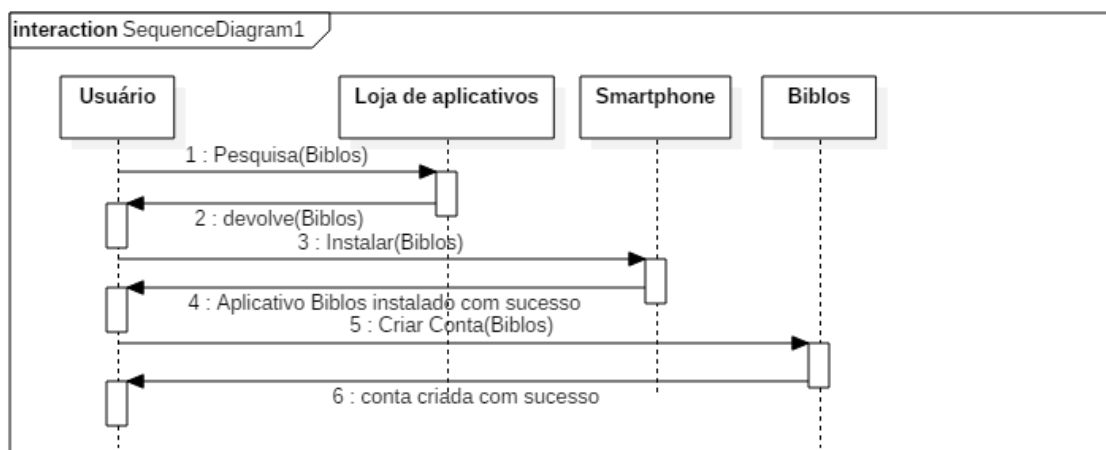 interaction SequenceDiagram1
Usuário
Loja de aplicativos
Smartphone
Biblos
1 : Pesquisa(Biblos)
2 : devolve(Biblos)
3 : Instalar(Biblos)
4 : Aplicativo Biblos instalado com sucesso
5 : Criar Conta(Biblos)
6 : conta criada com sucesso